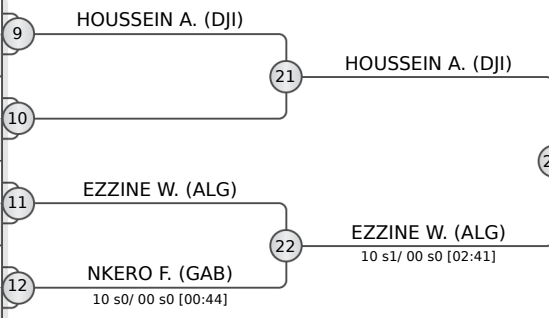 HOUSSEIN A. (DJI)
9
HOUSSEIN A. (DJI)
21
10
EZZINE W. (ALG)
11
EZZINE W. (ALG)
22
10 s1/ 00 s0 [02:41]
NKERO F. (GAB)
12
10 s0/ 00 s0 [00:44]